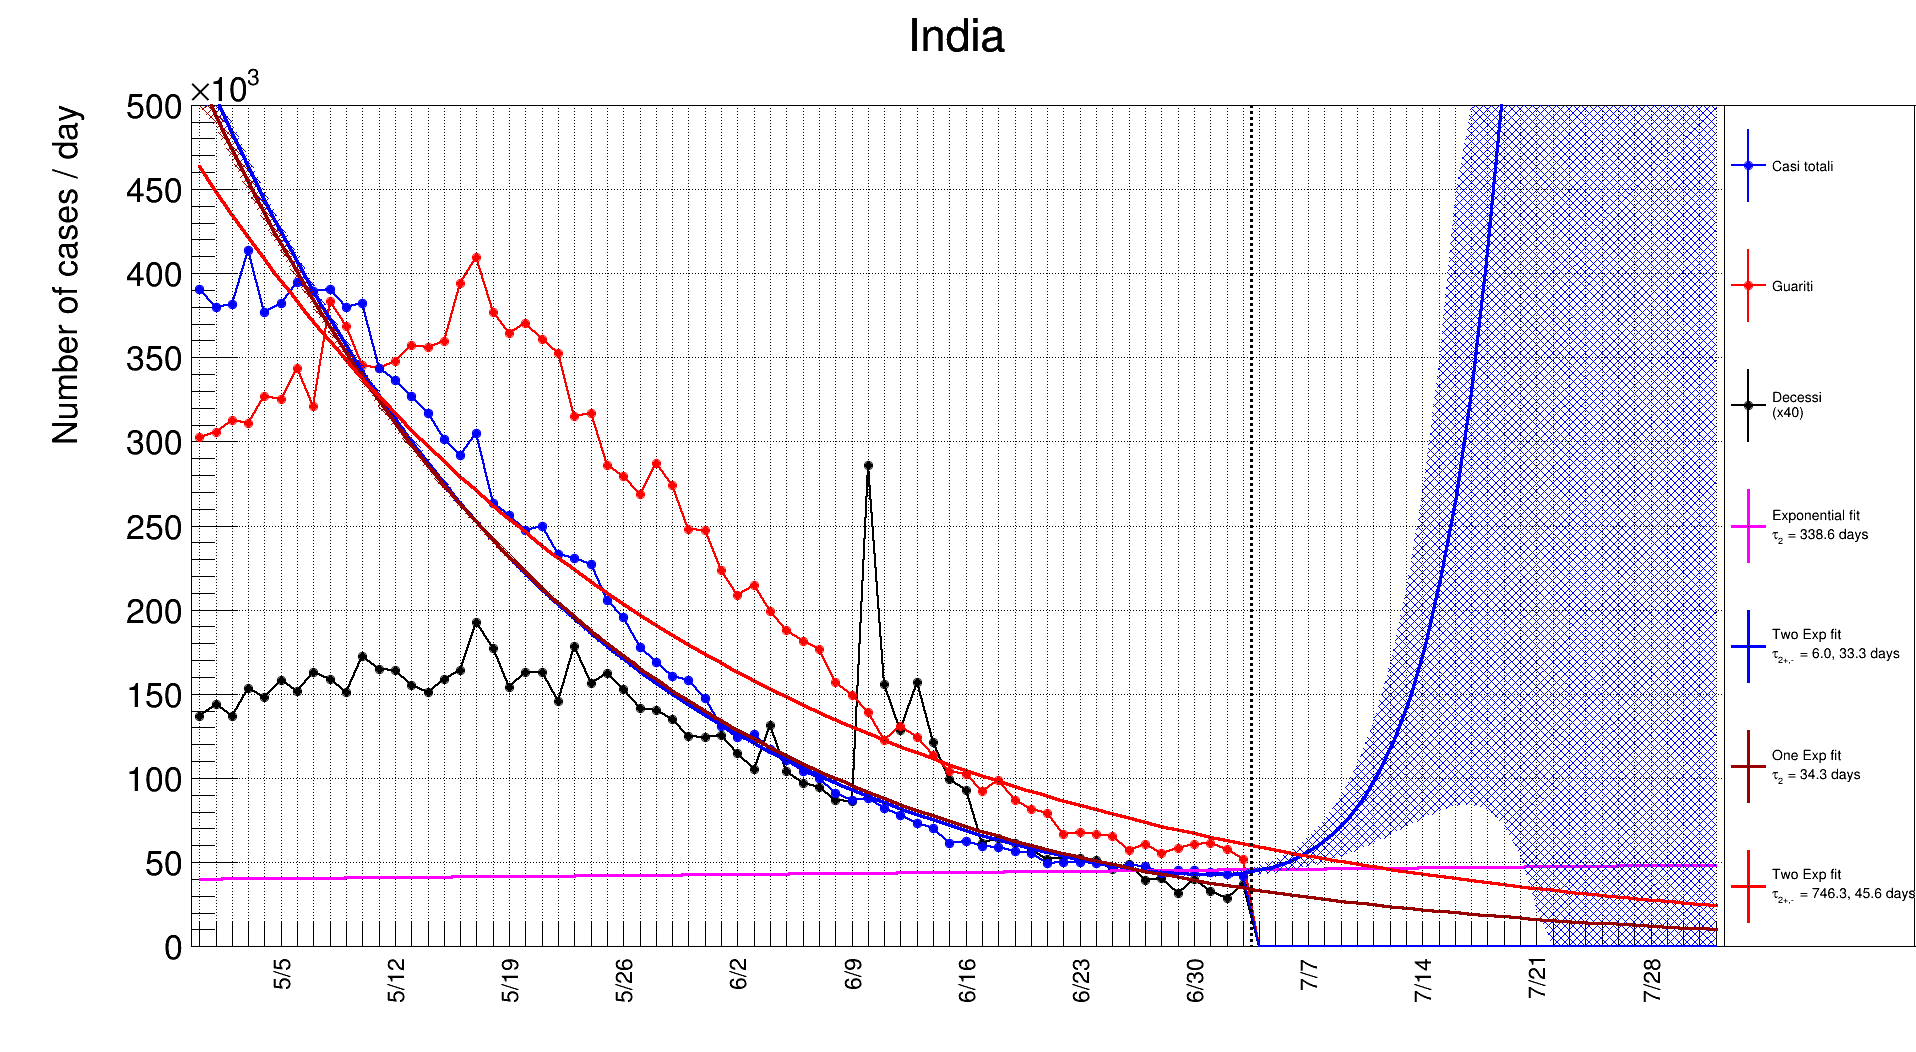 India
×10³
Number of cases / day
500
450
400
350
300
250
200
150
100
50
0
5/5
5/12
5/19
5/26
6/2
6/9
6/16
6/23
6/30
7/7
7/14
7/21
7/28
Casi totali
Guariti
Decessi
(x40)
Exponential fit
τ₂ = 338.6 days
Two Exp fit
τ₂₊,₋ = 6.0, 33.3 days
One Exp fit
τ₂ = 34.3 days
Two Exp fit
τ₂₊,₋ = 746.3, 45.6 days